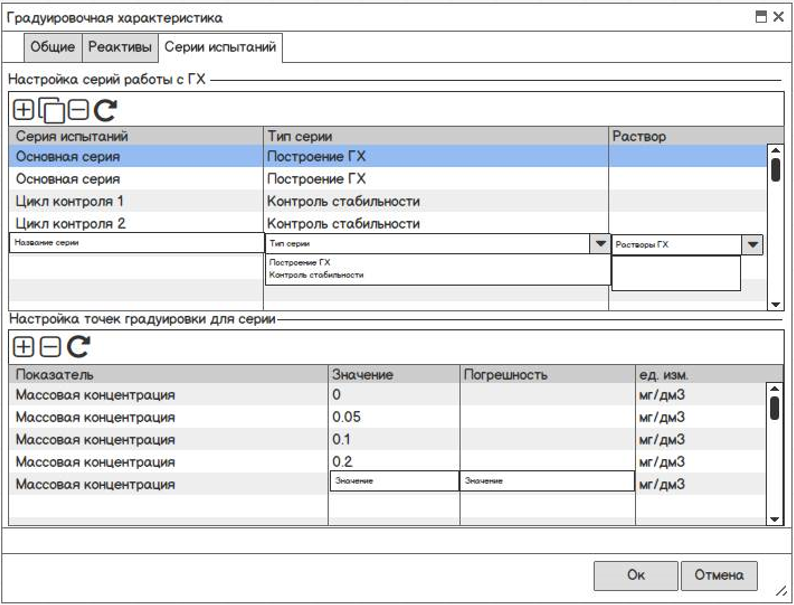 Градуировочная характеристика
Общие Реактивы Серии испытаний
Настройка серий работы с ГХ
Серия испытаний Тип серии Раствор
Основная серия Построение ГХ
Основная серия Построение ГХ
Цикл контроля 1 Контроль стабильности
Цикл контроля 2 Контроль стабильности
Название серии Тип серии Растворы ГХ
Построение ГХ
Контроль стабильности
Настройка точек градуировки для серии
Показатель Значение Погрешность ед. изм.
Массовая концентрация 0 мг/дм3
Массовая концентрация 0.05 мг/дм3
Массовая концентрация 0.1 мг/дм3
Массовая концентрация 0.2 мг/дм3
Массовая концентрация Значение Значение мг/дм3
Ок Отмена